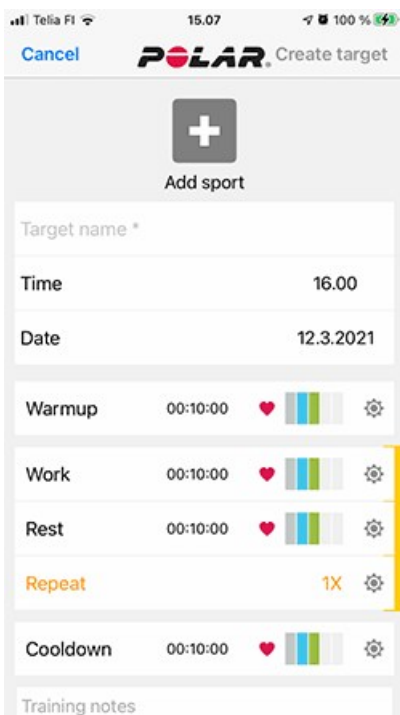 Telia FI 15.07 100 %
Cancel POLAR. Create target
Add sport
Target name *
Time 16.00
Date 12.3.2021
Warmup 00:10:00
Work 00:10:00
Rest 00:10:00
Repeat 1X
Cooldown 00:10:00
Training notes